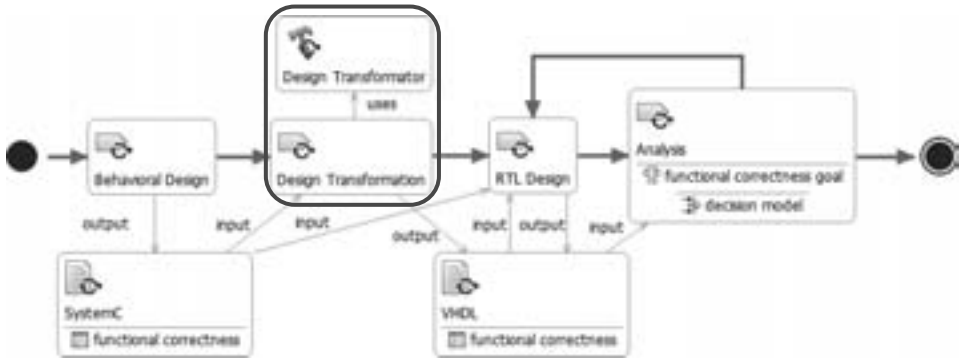 Design Transformator
uses
Behavioral Design
Design Transformation
RTL Design
Analysis
functional correctness goal
decision model
output
input
input
output
input
output
input
SystemC
functional correctness
VHDL
functional correctness